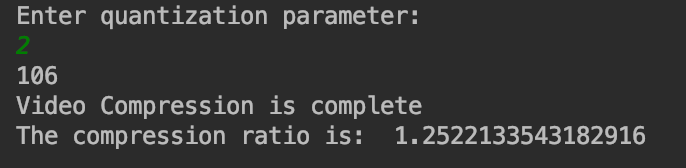 Enter quantization parameter:
2
106
Video Compression is complete
The compression ratio is:  1.2522133543182916